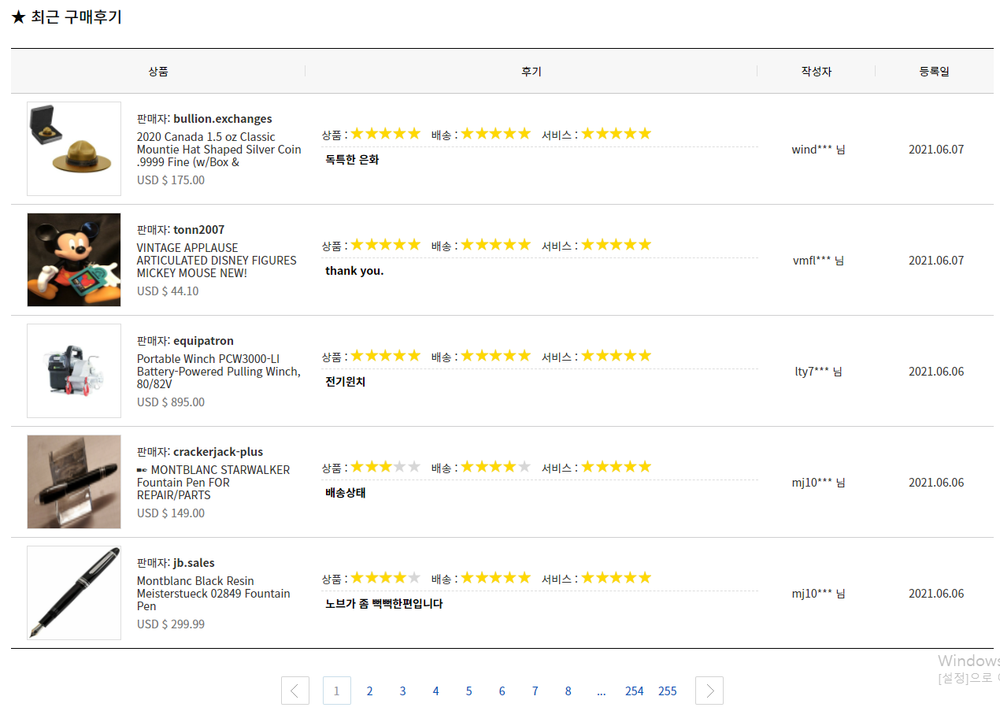 ★ 최근 구매후기
상품 후기 작성자 등록일
판매자: bullion.exchanges
2020 Canada 1.5 oz Classic
Mountie Hat Shaped Silver Coin
.9999 Fine (w/Box &
USD $ 175.00
상품 : ★★★★★ 배송 : ★★★★★ 서비스 : ★★★★★
독특한 은화
wind*** 님
2021.06.07
판매자: tonn2007
VINTAGE APPLAUSE
ARTICULATED DISNEY FIGURES
MICKEY MOUSE NEW!
USD $ 44.10
상품 : ★★★★★ 배송 : ★★★★★ 서비스 : ★★★★★
thank you.
vmfl*** 님
2021.06.07
판매자: equipatron
Portable Winch PCW3000-LI
Battery-Powered Pulling Winch,
80/82V
USD $ 895.00
상품 : ★★★★★ 배송 : ★★★★★ 서비스 : ★★★★★
전기윈치
lty7*** 님
2021.06.06
판매자: crackerjack-plus
✒ MONTBLANC STARWALKER
Fountain Pen FOR
REPAIR/PARTS
USD $ 149.00
상품 : ★★★★★ 배송 : ★★★★★ 서비스 : ★★★★★
배송상태
mj10*** 님
2021.06.06
판매자: jb.sales
Montblanc Black Resin
Meisterstueck 02849 Fountain
Pen
USD $ 299.99
상품 : ★★★★★ 배송 : ★★★★★ 서비스 : ★★★★★
노브가 좀 뻑뻑한편입니다
mj10*** 님
2021.06.06
Windows
[설정]으로
1 2 3 4 5 6 7 8 ... 254 255